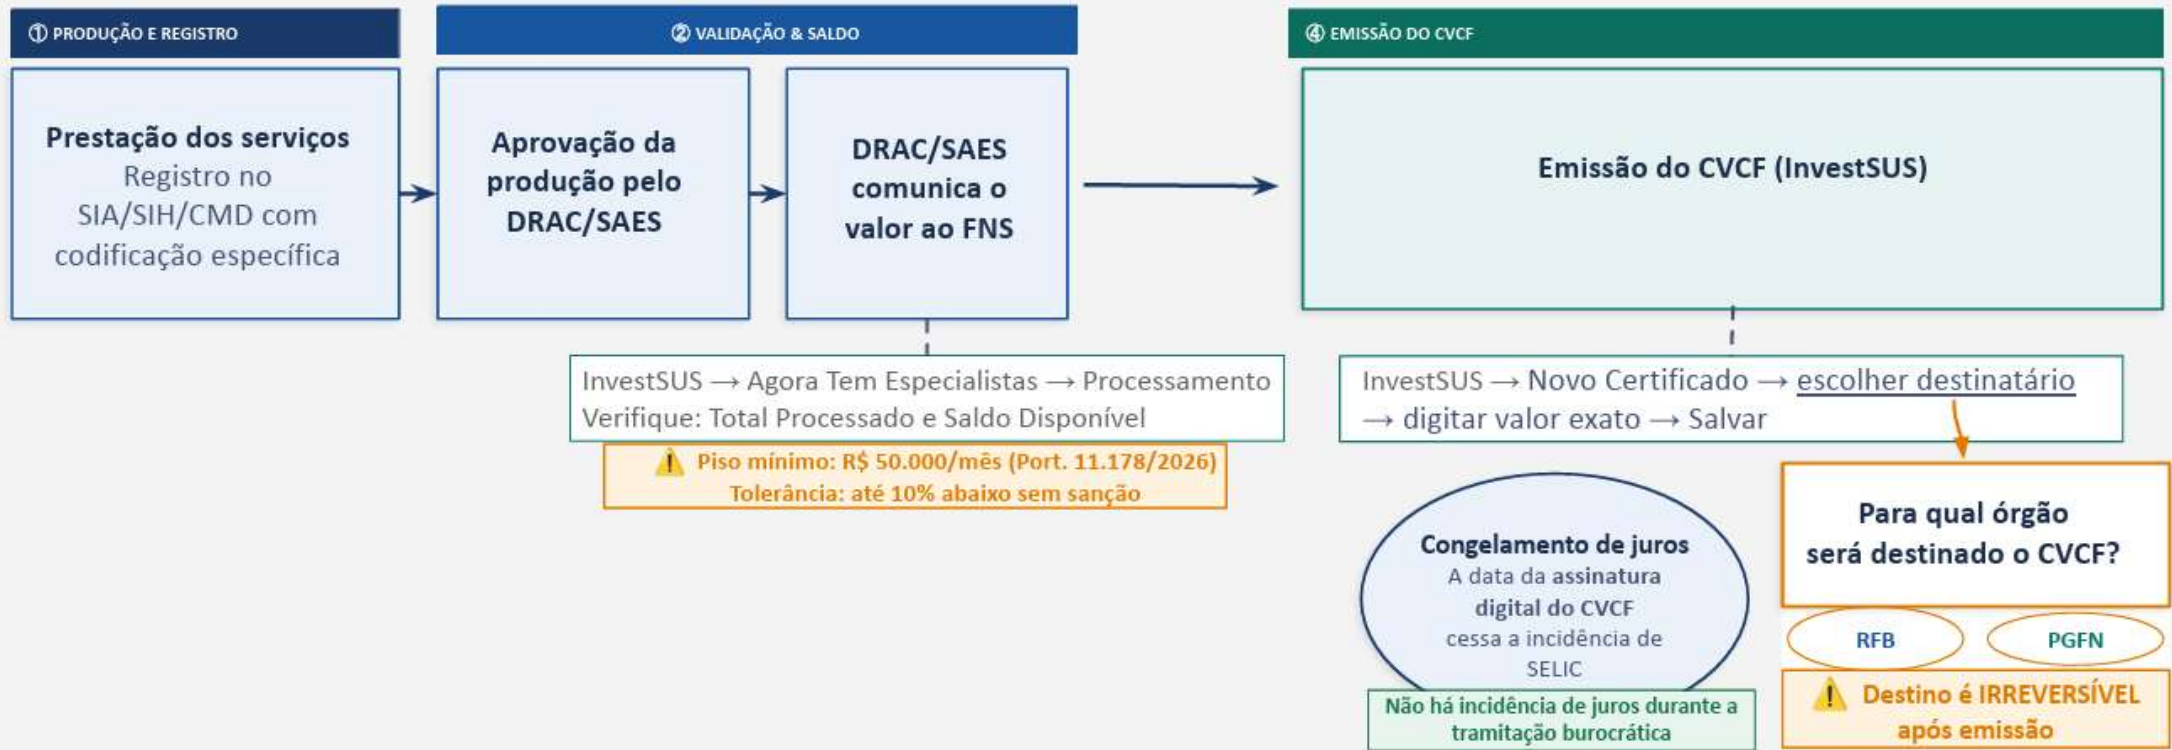 ① PRODUÇÃO E REGISTRO
② VALIDAÇÃO & SALDO
④ EMISSÃO DO CVCF
Prestação dos serviços
Registro no
SIA/SIH/CMD com
codificação específica
Aprovação da
produção pelo
DRAC/SAES
DRAC/SAES
comunica o
valor ao FNS
Emissão do CVCF (InvestSUS)
InvestSUS → Agora Tem Especialistas → Processamento
Verifique: Total Processado e Saldo Disponível
⚠ Piso mínimo: R$ 50.000/mês (Port. 11.178/2026)
Tolerância: até 10% abaixo sem sanção
InvestSUS → Novo Certificado → escolher destinatário
→ digitar valor exato → Salvar
Congelamento de juros
A data da assinatura
digital do CVCF
cessa a incidência de
SELIC
Não há incidência de juros durante a
tramitação burocrática
Para qual órgão
será destinado o CVCF?
RFB
PGFN
⚠ Destino é IRREVERSÍVEL
após emissão